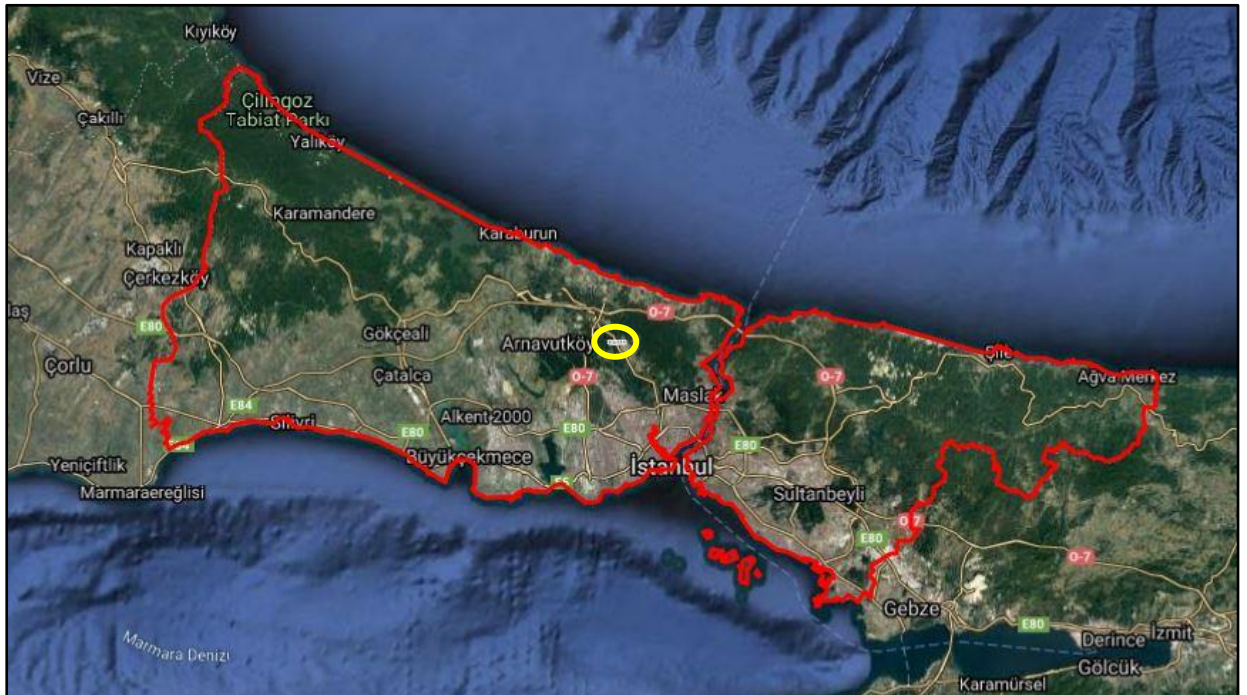 Kıyıköy
Vize
Çilingoz
Tabiat Parkı
Çakıllı
Yalıköy
Karamandere
Karaburun
Kapaklı
Çerkezköy
laş
E80
O-7
Gökçeali
Arnavutköy
Şile
Çorlu
Çatalca
O-7
O-7
Ağva Merkez
Maslak
E84
Alkent 2000
Silivri
E80
E80
E80
Büyükçekmece
Yeniçiftlik
İstanbul
Marmaraereğlisi
E5
Sultanbeyli
O-7
E80
O-7
Gebze
E80
Marmara Denizi
Derince
İzmit
Gölcük
Karamürsel